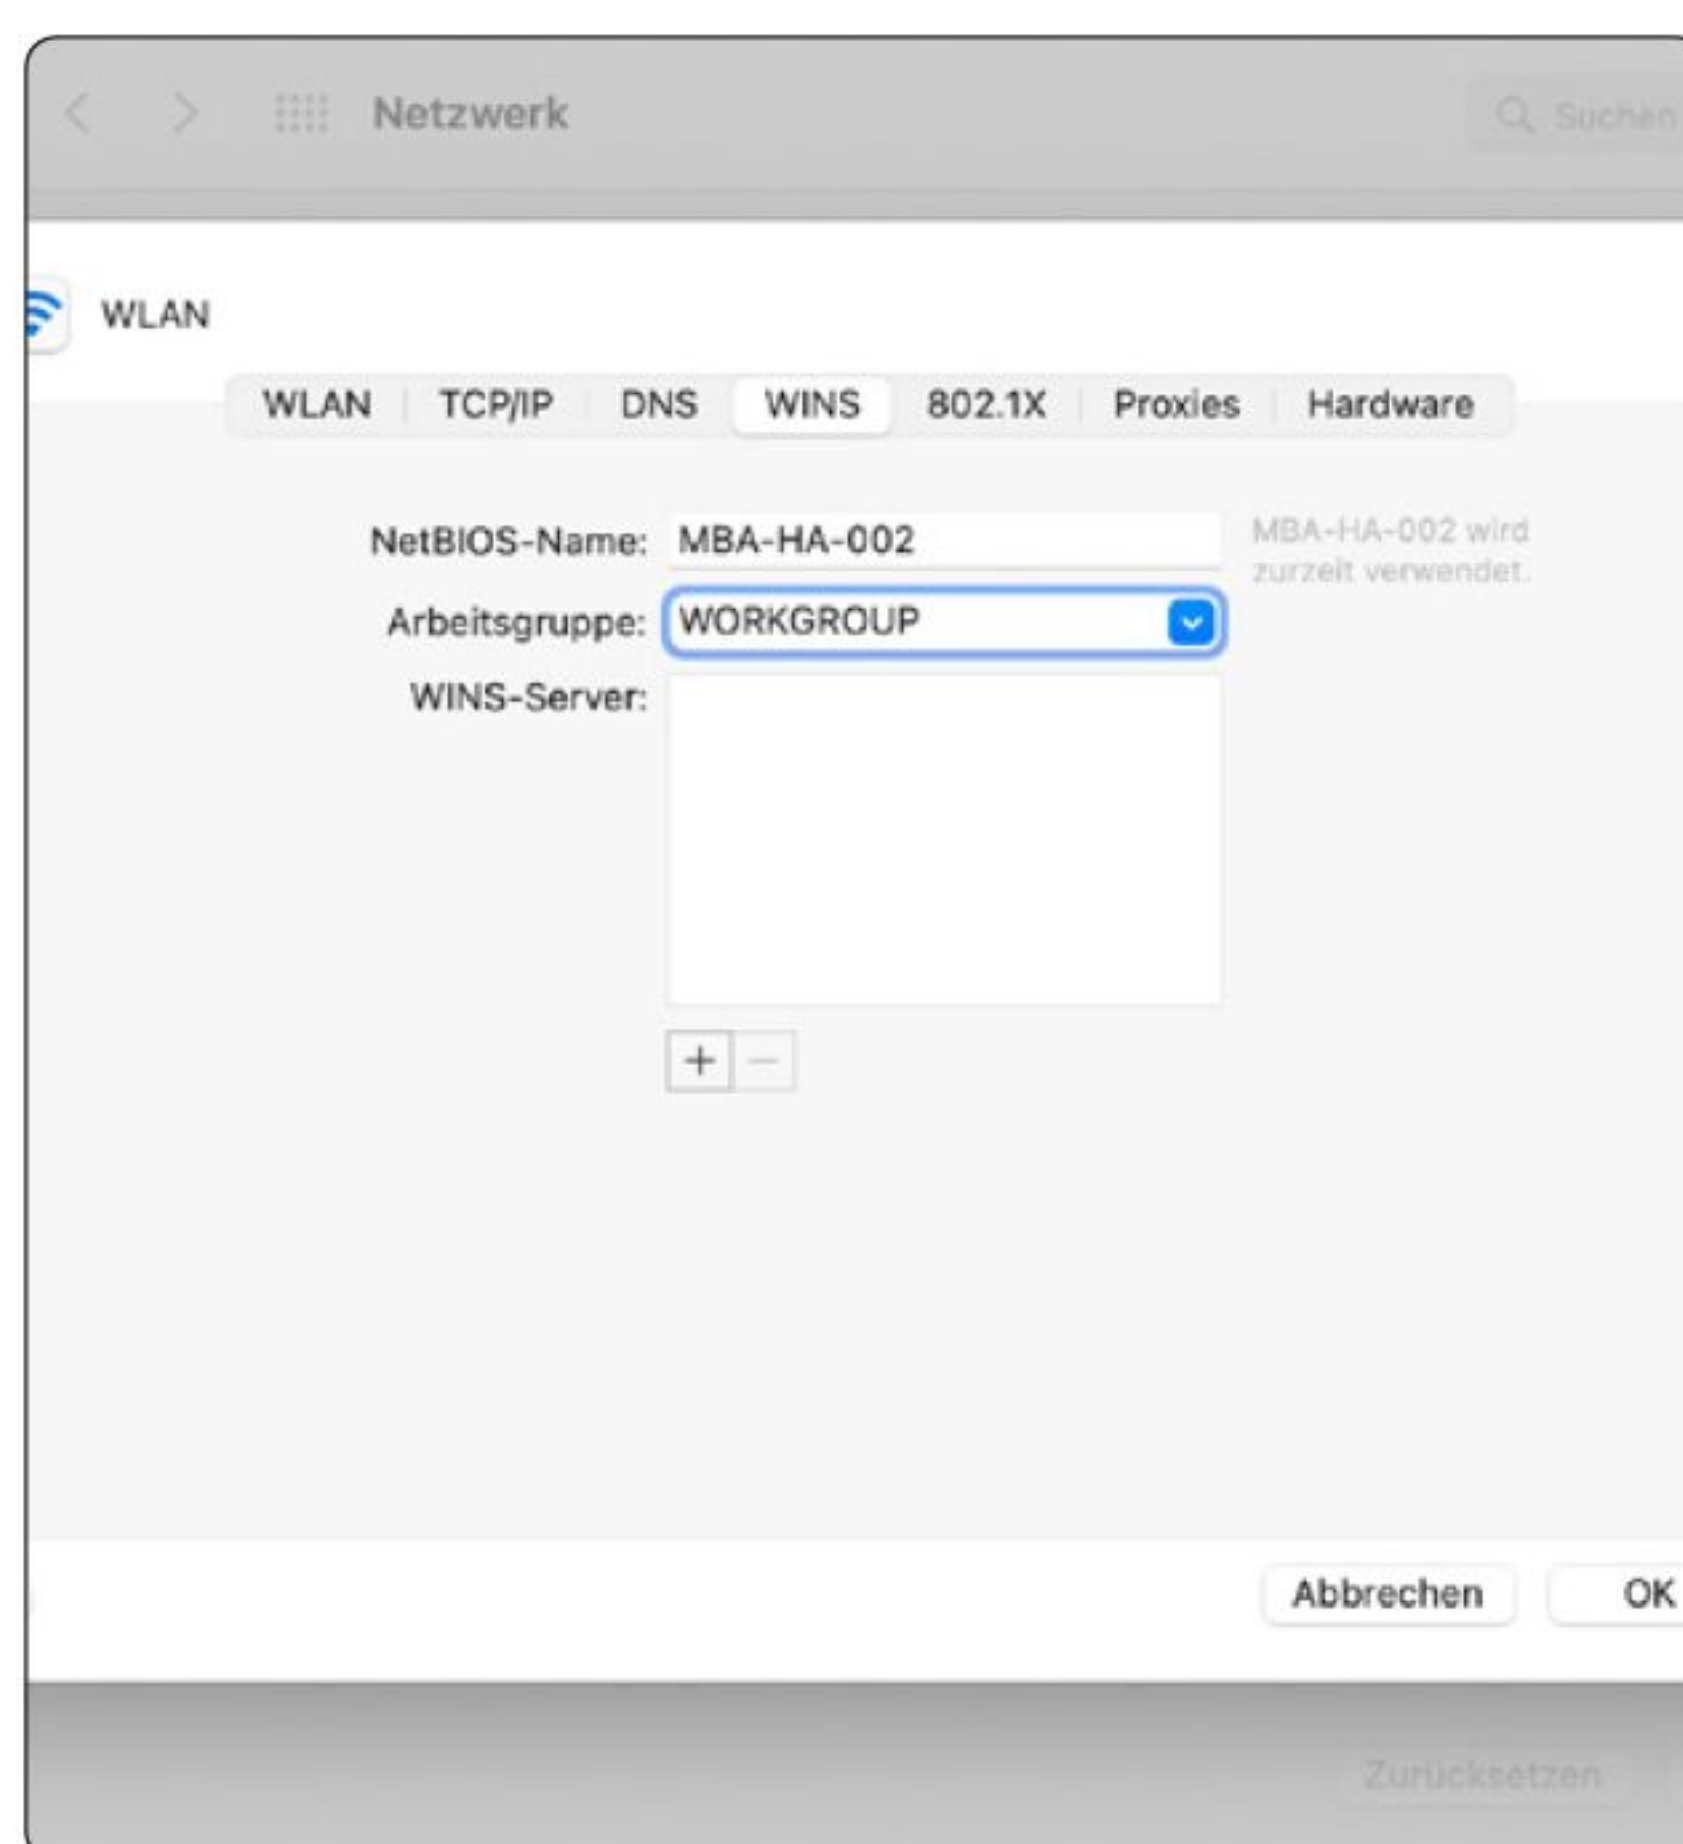 Netzwerk
Suchen
WLAN
WLAN TCP/IP DNS WINS 802.1X Proxies Hardware
NetBIOS-Name: MBA-HA-002
MBA-HA-002 wird
zurzeit verwendet.
Arbeitsgruppe: WORKGROUP
WINS-Server:
+ −
Abbrechen OK
Zurücksetzen